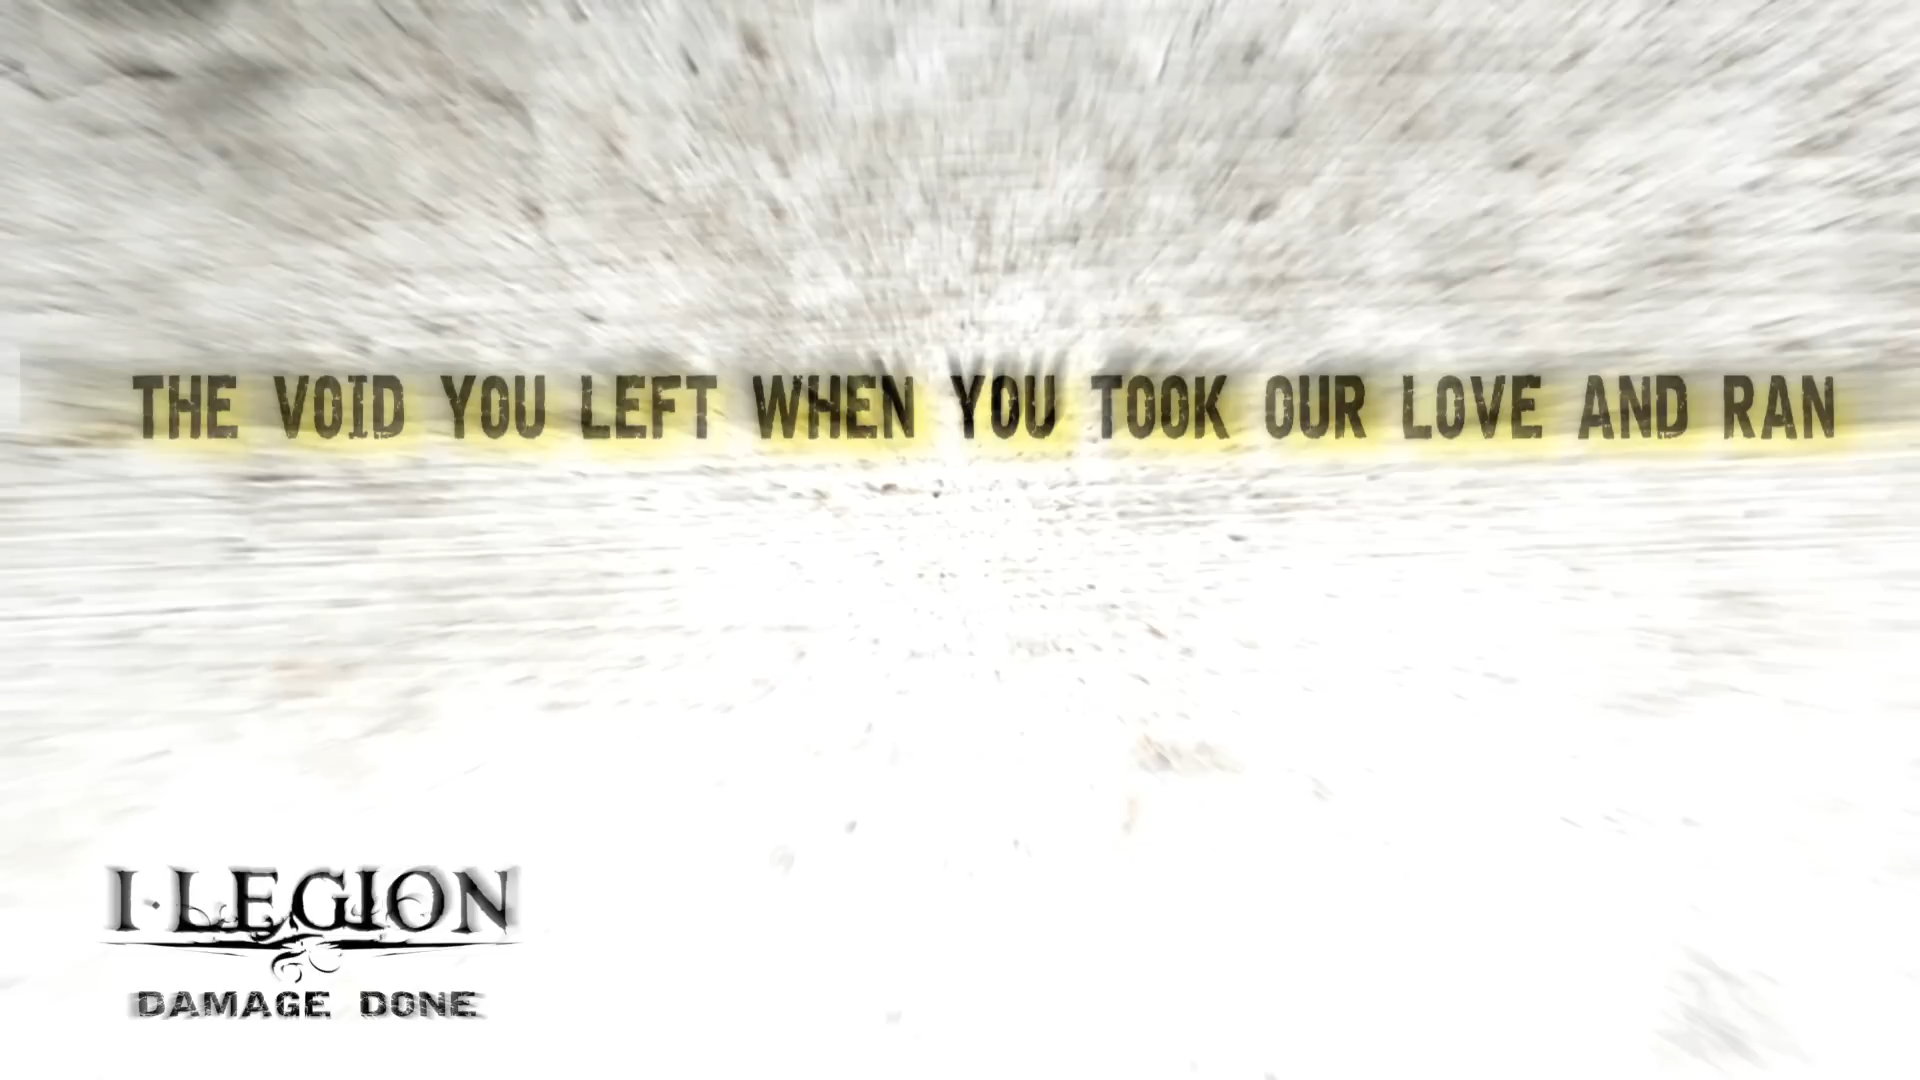 THE VOID YOU LEFT WHEN YOU TOOK OUR LOVE AND RAN
I·LEGION
DAMAGE DONE